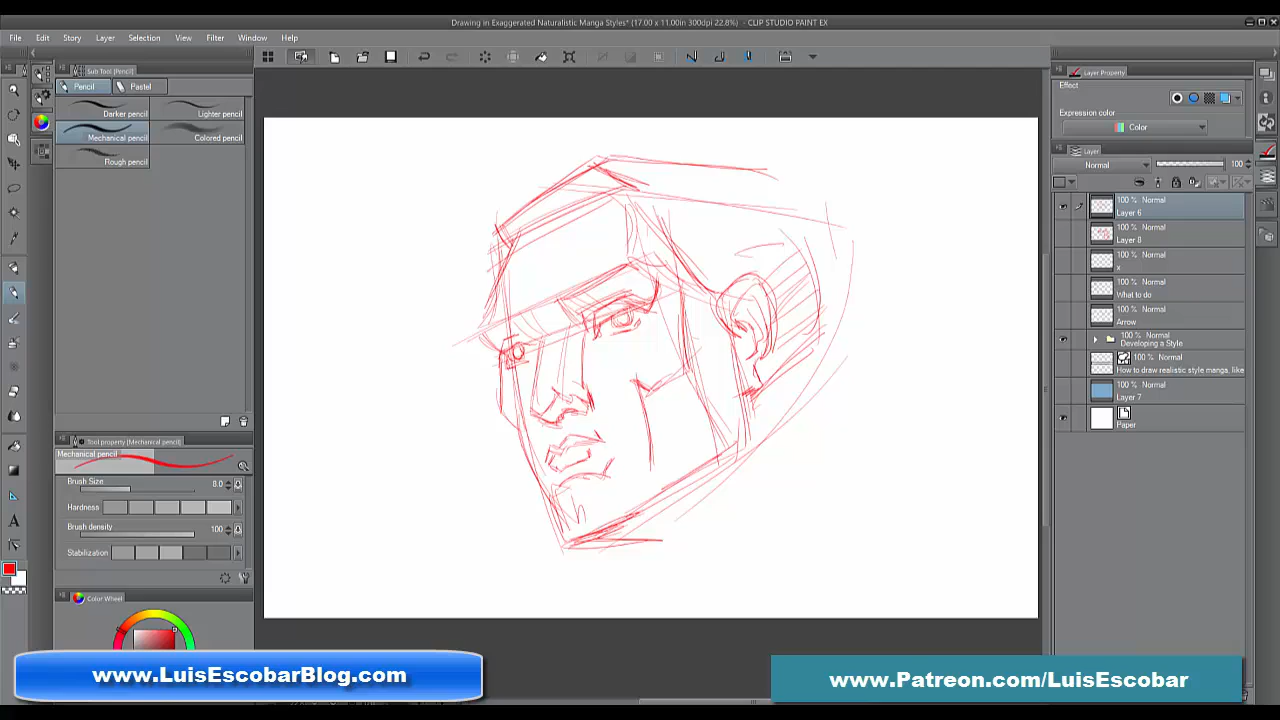 Drawing in Exaggerated Naturalistic Manga Styles* (17.00 x 11.00in 300dpi 22.8%) - CLIP STUDIO PAINT EX
File Edit Story Layer Selection View Filter Window Help
Sub Tool [Pencil]
Pencil Pastel
Darker pencil Lighter pencil
Mechanical pencil Colored pencil
Rough pencil
Tool property [Mechanical pencil]
Mechanical pencil
Brush Size 8.0
Hardness
Brush density 100
Stabilization
Color Wheel
Layer Property
Effect
Expression color
Color
Layer
Normal 100
100 % Normal
Layer 6
100 % Normal
Layer 8
100 % Normal
x
100 % Normal
What to do
100 % Normal
Arrow
100 % Normal
Developing a Style
100 % Normal
How to draw realistic style manga, like
100 % Normal
Layer 7
100 % Normal
Paper
www.LuisEscobarBlog.com
www.Patreon.com/LuisEscobar